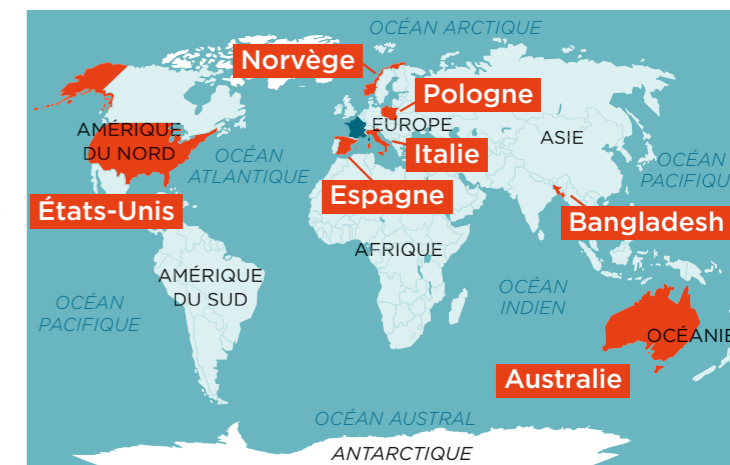 OCÉAN ARCTIQUE
Norvège
Pologne
AMÉRIQUE
DU NORD
EUROPE
ASIE
OCÉAN
ATLANTIQUE
Italie
OCÉAN
PACIFIQU
Espagne
États-Unis
Bangladesh
AFRIQUE
AMÉRIQUE
DU SUD
OCÉAN
INDIEN
OCÉAN
PACIFIQUE
OCÉANIE
Australie
OCÉAN AUSTRAL
ANTARCTIQUE